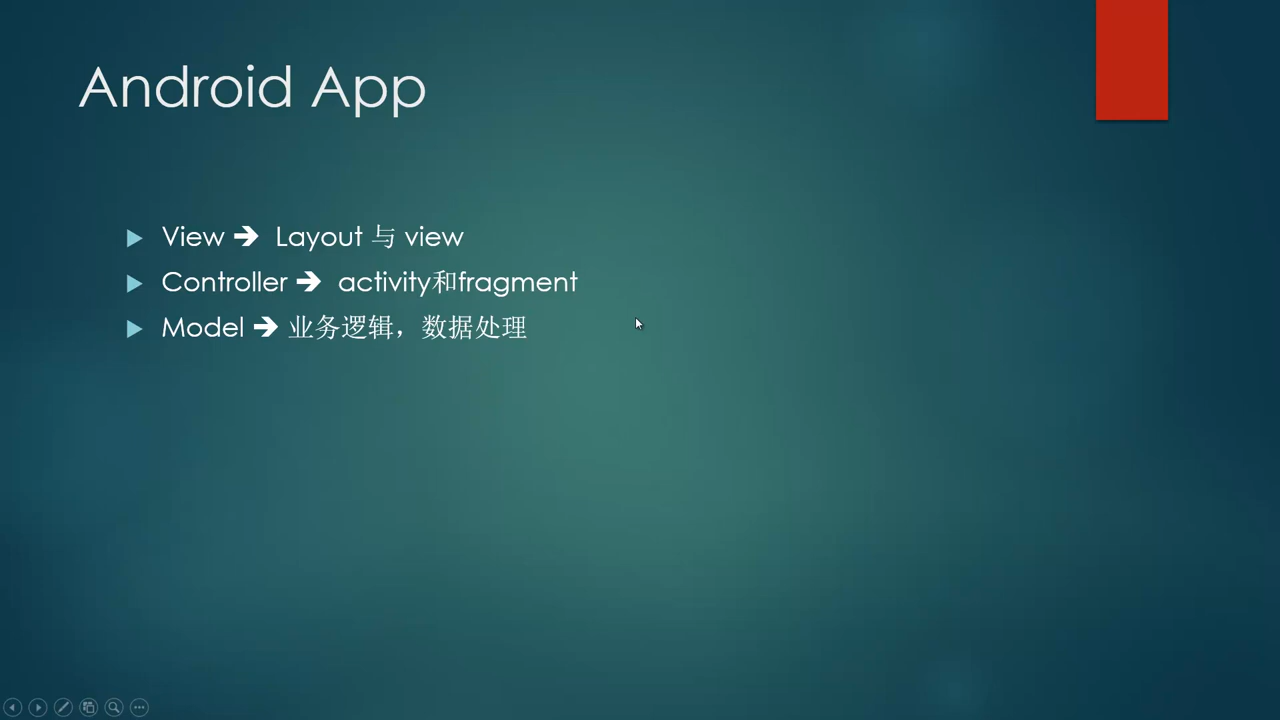 Android App
View → Layout 与 view
Controller → activity和fragment
Model → 业务逻辑，数据处理